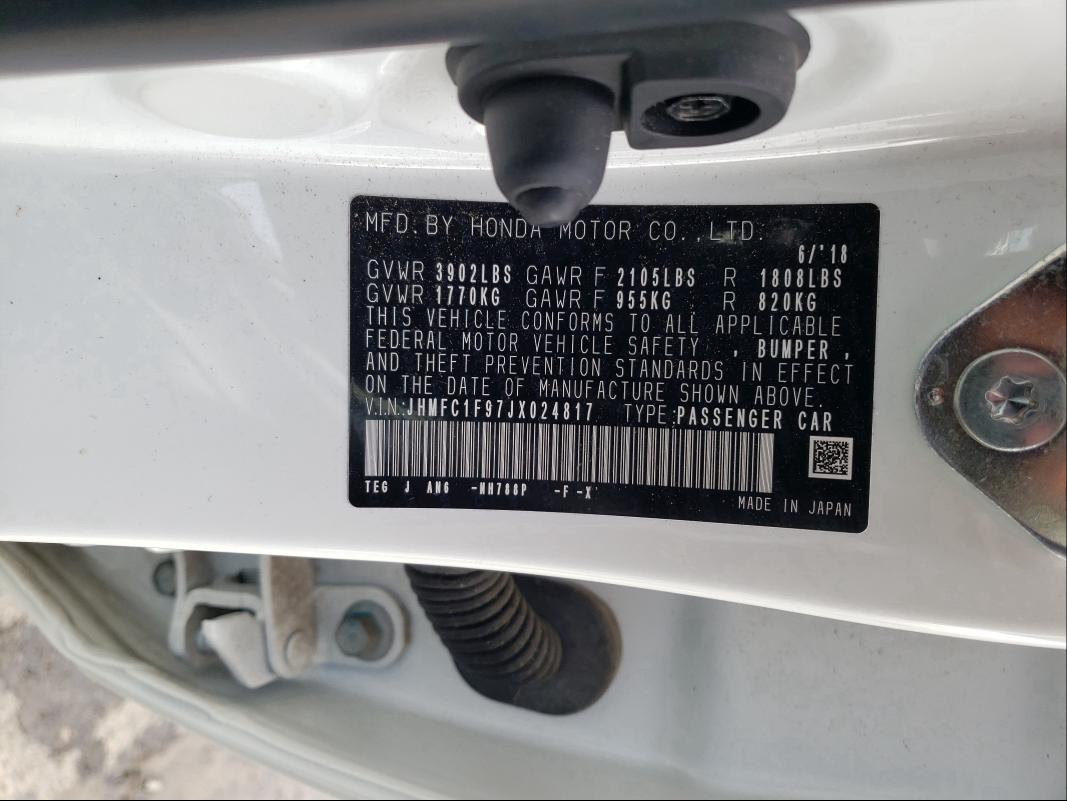 MFD. BY HONDA MOTOR CO., LTD.
6/'18
GVWR 3902LBS GAWR F 2105LBS R 1808LBS
GVWR 1770KG GAWR F 955KG R 820KG
THIS VEHICLE CONFORMS TO ALL APPLICABLE
FEDERAL MOTOR VEHICLE SAFETY , BUMPER ,
AND THEFT PREVENTION STANDARDS IN EFFECT
ON THE DATE OF MANUFACTURE SHOWN ABOVE.
V.IN:JHMFC1F97JX024817 TYPE:PASSENGER CAR
TEG J AN6 -NH788P -F -X
MADE IN JAPAN